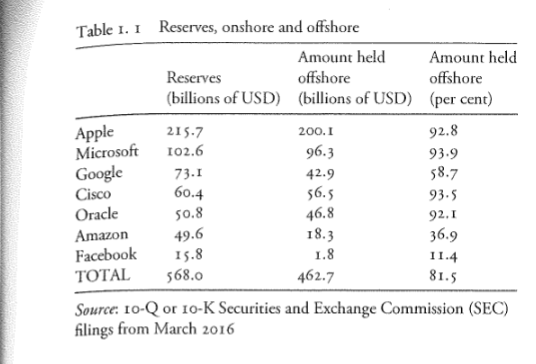 Table 1.1 Reserves, onshore and offshore
Amount held Amount held
Reserves offshore offshore
(billions of USD) (billions of USD) (per cent)
Apple 215.7 200.1 92.8
Microsoft 102.6 96.3 93.9
Google 73.1 42.9 58.7
Cisco 60.4 56.5 93.5
Oracle 50.8 46.8 92.1
Amazon 49.6 18.3 36.9
Facebook 15.8 1.8 11.4
TOTAL 568.0 462.7 81.5
Source: 10-Q or 10-K Securities and Exchange Commission (SEC)
filings from March 2016